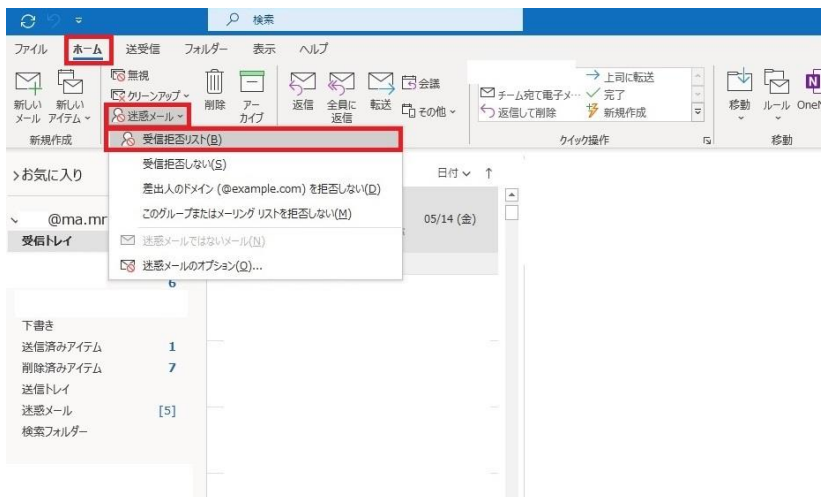 検索
ファイル ホーム 送受信 フォルダー 表示 ヘルプ
新しい メール
新しい アイテム
新規作成
無視
クリーンアップ
迷惑メール
削除
アー カイブ
返信
全員に 返信
転送
会議
その他
チーム宛て電子メ…
返信して削除
上司に転送
完了
新規作成
クイック操作
移動
ルール
OneN
移動
受信拒否リスト(B)
受信拒否しない(S)
差出人のドメイン (@example.com) を拒否しない(D)
このグループまたはメーリング リストを拒否しない(M)
迷惑メールではないメール(N)
迷惑メールのオプション(O)...
>お気に入り
日付 ↑
@ma.mr
05/14 (金)
受信トレイ
6
下書き
送信済みアイテム 1
削除済みアイテム 7
送信トレイ
迷惑メール [5]
検索フォルダー